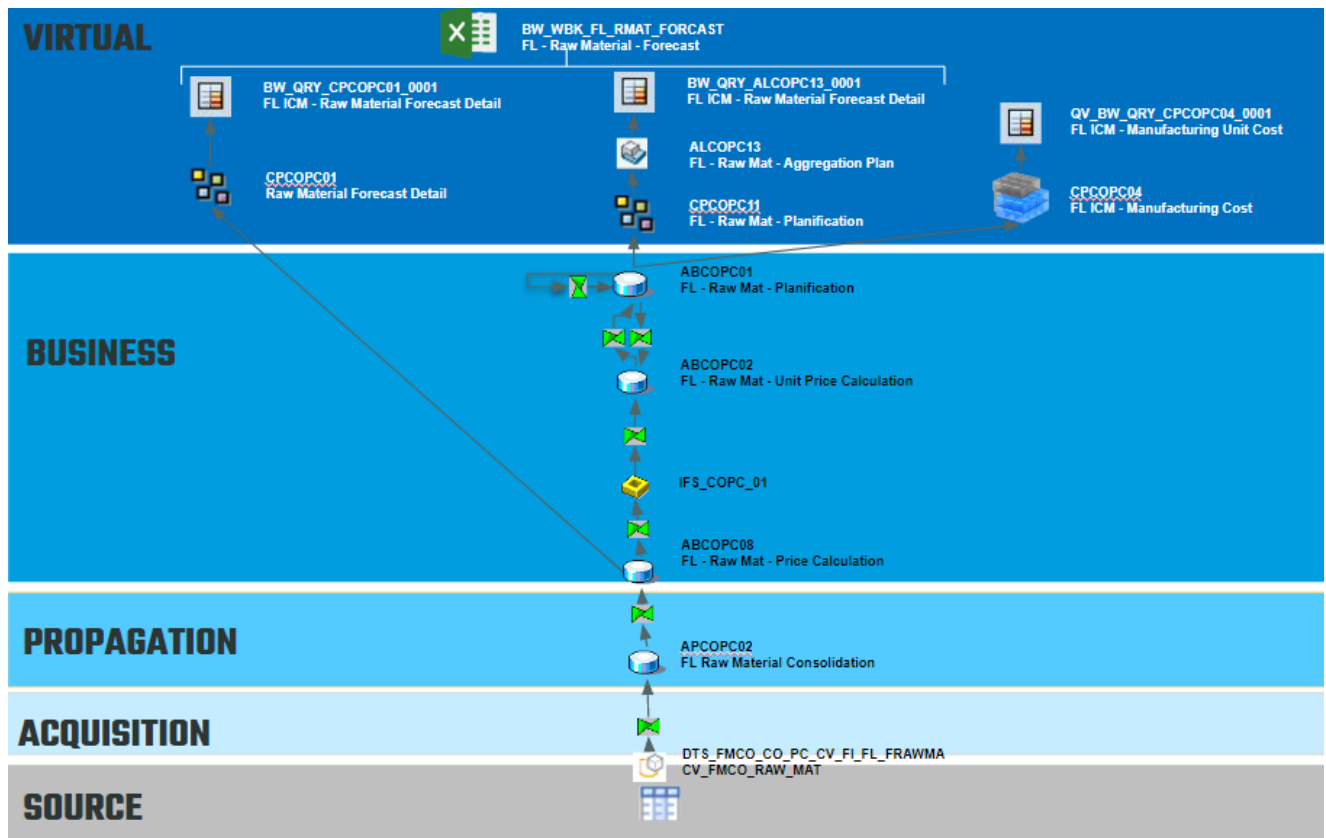 VIRTUAL
BW_WBK_FL_RMAT_FORCAST
FL - Raw Material - Forecast
BW_QRY_CPCOPC01_0001
FL ICM - Raw Material Forecast Detail
BW_QRY_ALCOPC13_0001
FL ICM - Raw Material Forecast Detail
QV_BW_QRY_CPCOPC04_0001
FL ICM - Manufacturing Unit Cost
ALCOPC13
FL - Raw Mat - Aggregation Plan
CPCOPC01
Raw Material Forecast Detail
CPCOPC11
FL - Raw Mat - Planification
CPCOPC04
FL ICM - Manufacturing Cost
BUSINESS
ABCOPC01
FL - Raw Mat - Planification
ABCOPC02
FL - Raw Mat - Unit Price Calculation
IFS_COPC_01
ABCOPC08
FL - Raw Mat - Price Calculation
PROPAGATION
APCOPC02
FL Raw Material Consolidation
ACQUISITION
DTS_FMCO_CO_PC_CV_FI_FL_FRAWMA
CV_FMCO_RAW_MAT
SOURCE